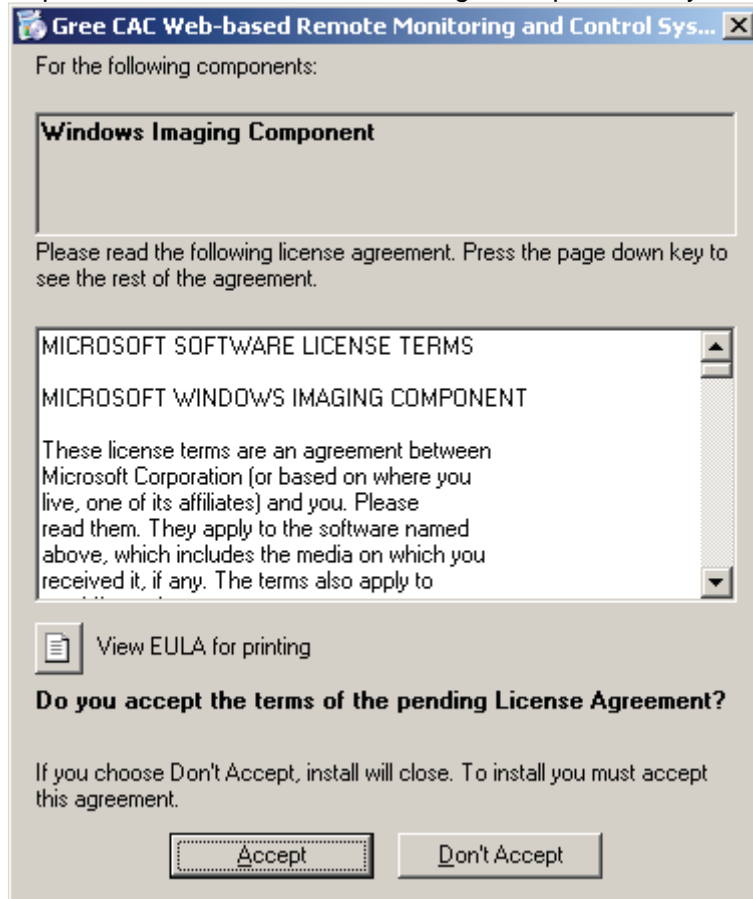 Gree CAC Web-based Remote Monitoring and Control Sys...
For the following components:
Windows Imaging Component
Please read the following license agreement. Press the page down key to
see the rest of the agreement.
MICROSOFT SOFTWARE LICENSE TERMS
MICROSOFT WINDOWS IMAGING COMPONENT
These license terms are an agreement between
Microsoft Corporation (or based on where you
live, one of its affiliates) and you. Please
read them. They apply to the software named
above, which includes the media on which you
received it, if any. The terms also apply to
View EULA for printing
Do you accept the terms of the pending License Agreement?
If you choose Don't Accept, install will close. To install you must accept
this agreement.
Accept
Don't Accept